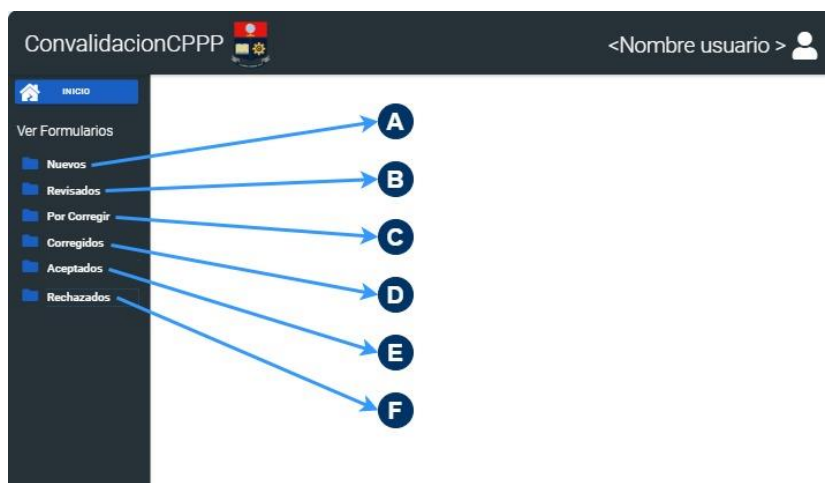 ConvalidacionCPPP
<Nombre usuario >
INICIO
Ver Formularios
Nuevos
Revisados
Por Corregir
Corregidos
Aceptados
Rechazados
A
B
C
D
E
F